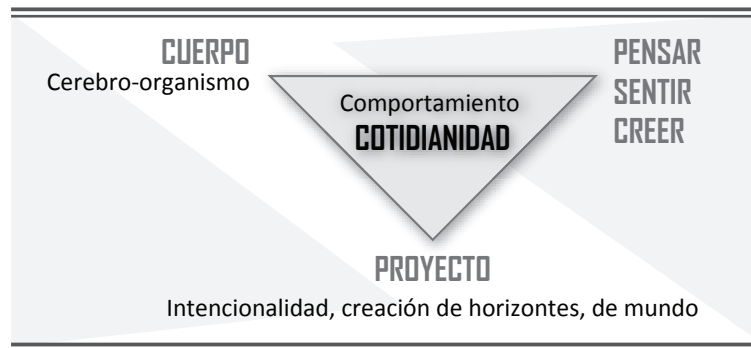 CUERPO
Cerebro-organismo
PENSAR
SENTIR
CREER
Comportamiento
COTIDIANIDAD
PROYECTO
Intencionalidad, creación de horizontes, de mundo